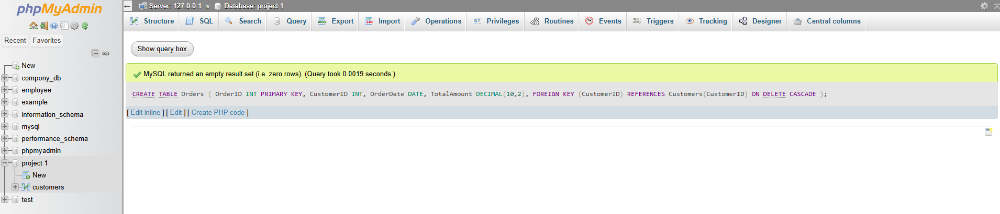 phpMyAdmin
Recent Favorites
New
compony_db
employee
example
information_schema
mysql
performance_schema
phpmyadmin
project 1
New
customers
test
Server: 127.0.0.1 » Database: project 1
Structure SQL Search Query Export Import Operations Privileges Routines Events Triggers Tracking Designer Central columns
Show query box
MySQL returned an empty result set (i.e. zero rows). (Query took 0.0019 seconds.)
CREATE TABLE Orders ( OrderID INT PRIMARY KEY, CustomerID INT, OrderDate DATE, TotalAmount DECIMAL(10,2), FOREIGN KEY (CustomerID) REFERENCES Customers(CustomerID) ON DELETE CASCADE );
[ Edit inline ] [ Edit ] [ Create PHP code ]